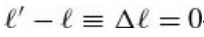 ℓ′ − ℓ ≡ Δℓ = 0